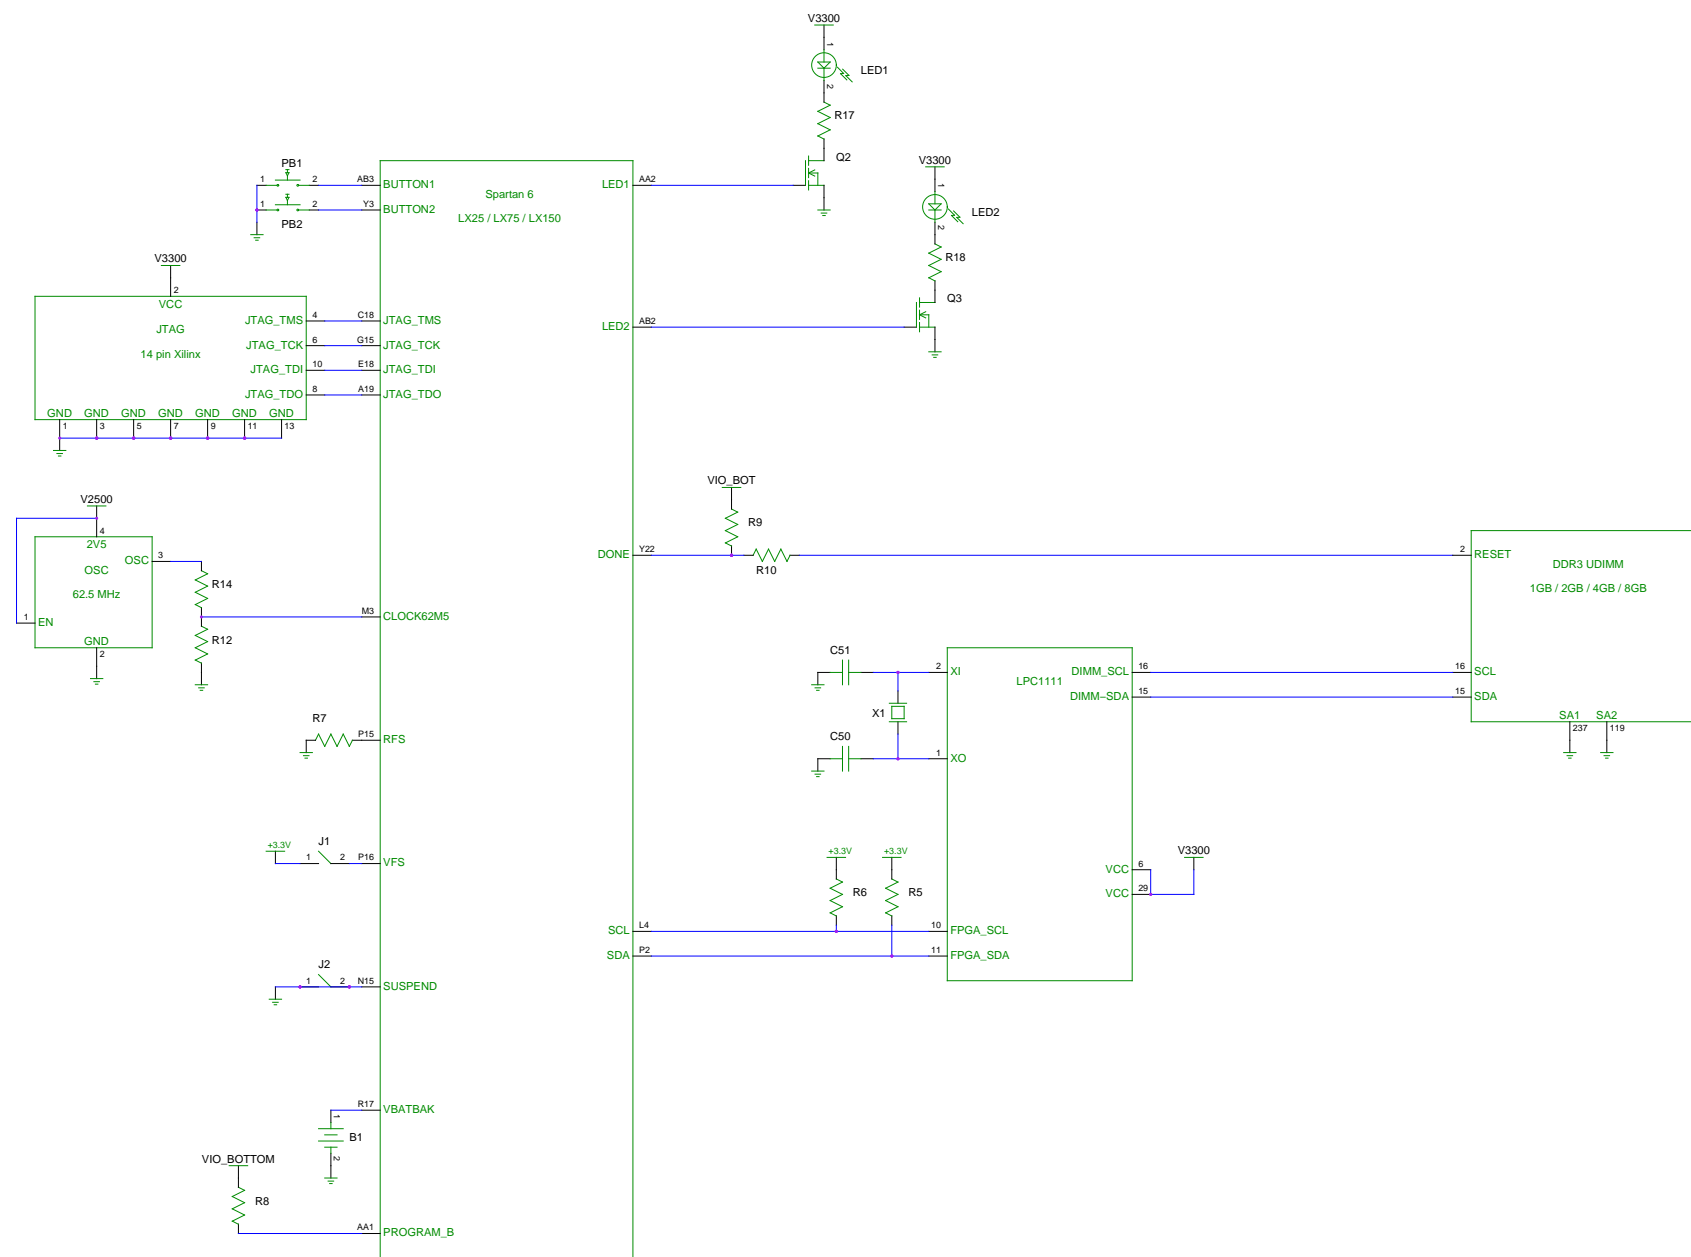 V3300
1
LED1
2
R17
Q2
V3300
1
LED2
2
R18
Q3
PB1
1 2 AB3 BUTTON1
1 2 Y3 BUTTON2
PB2
Spartan 6
LX25 / LX75 / LX150
LED1 AA2
LED2 AB2
V3300
2
VCC
JTAG
14 pin Xilinx
JTAG_TMS 4 C18 JTAG_TMS
JTAG_TCK 6 G15 JTAG_TCK
JTAG_TDI 10 E18 JTAG_TDI
JTAG_TDO 8 A19 JTAG_TDO
GND GND GND GND GND GND GND
1 3 5 7 9 11 13
V2500
4
2V5
OSC 3
OSC
62.5 MHz
1 EN
GND
2
R14
M3 CLOCK62M5
R12
VIO_BOT
R9
DONE Y22
R10
2 RESET
DDR3 UDIMM
1GB / 2GB / 4GB / 8GB
16 SCL
15 SDA
SA1 SA2
237 119
C51
2 XI
X1
C50
1 XO
LPC1111
DIMM_SCL 16
DIMM-SDA 15
VCC 6
VCC 29
V3300
R7
P15 RFS
+3.3V
J1
1 2 P16 VFS
+3.3V +3.3V
R6 R5
SCL L4
SDA P2
10 FPGA_SCL
11 FPGA_SDA
J2
1 2 N15 SUSPEND
R17 VBATBAK
1
B1
2
VIO_BOTTOM
R8
AA1 PROGRAM_B